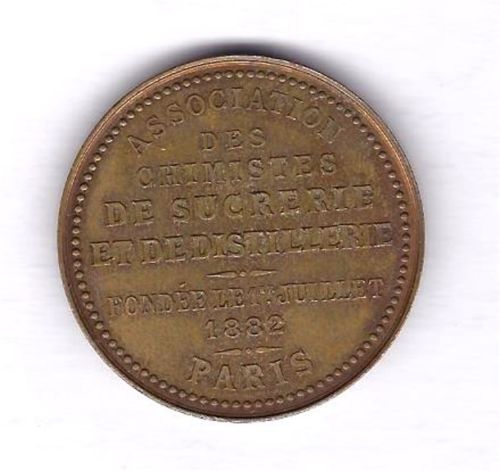 ASSOCIATION
DES
CHIMISTES
DE SUCRERIE
ET DE DISTILLERIE
FONDÉE LE 1ER JUILLET
1882
PARIS